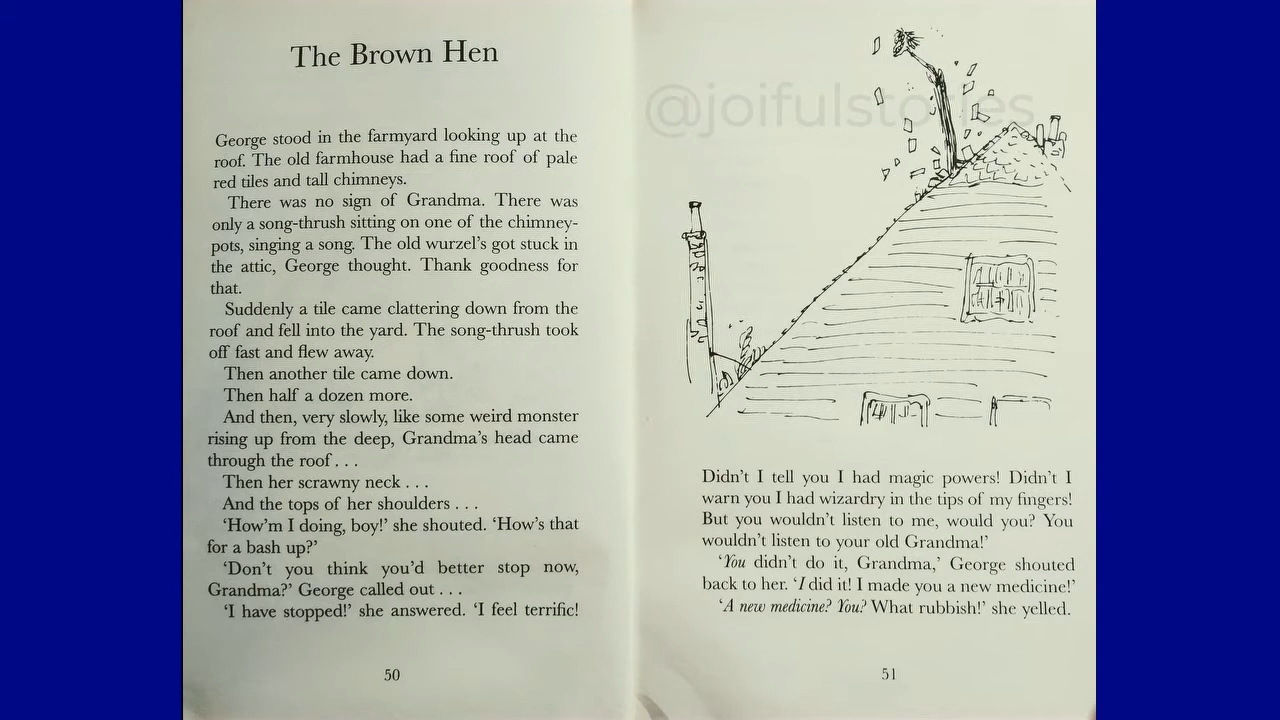 The Brown Hen
George stood in the farmyard looking up at the
roof. The old farmhouse had a fine roof of pale
red tiles and tall chimneys.
There was no sign of Grandma. There was
only a song-thrush sitting on one of the chimney-
pots, singing a song. The old wurzel's got stuck in
the attic, George thought. Thank goodness for
that.
Suddenly a tile came clattering down from the
roof and fell into the yard. The song-thrush took
off fast and flew away.
Then another tile came down.
Then half a dozen more.
And then, very slowly, like some weird monster
rising up from the deep, Grandma's head came
through the roof . . .
Then her scrawny neck . . .
And the tops of her shoulders . . .
‘How'm I doing, boy!’ she shouted. ‘How's that
for a bash up?’
‘Don't you think you'd better stop now,
Grandma?’ George called out . . .
‘I have stopped!’ she answered. ‘I feel terrific!
50
@joifulstories
Didn't I tell you I had magic powers! Didn't I
warn you I had wizardry in the tips of my fingers!
But you wouldn't listen to me, would you? You
wouldn't listen to your old Grandma!’
‘You didn't do it, Grandma,’ George shouted
back to her. ‘I did it! I made you a new medicine!’
‘A new medicine? You? What rubbish!’ she yelled.
51